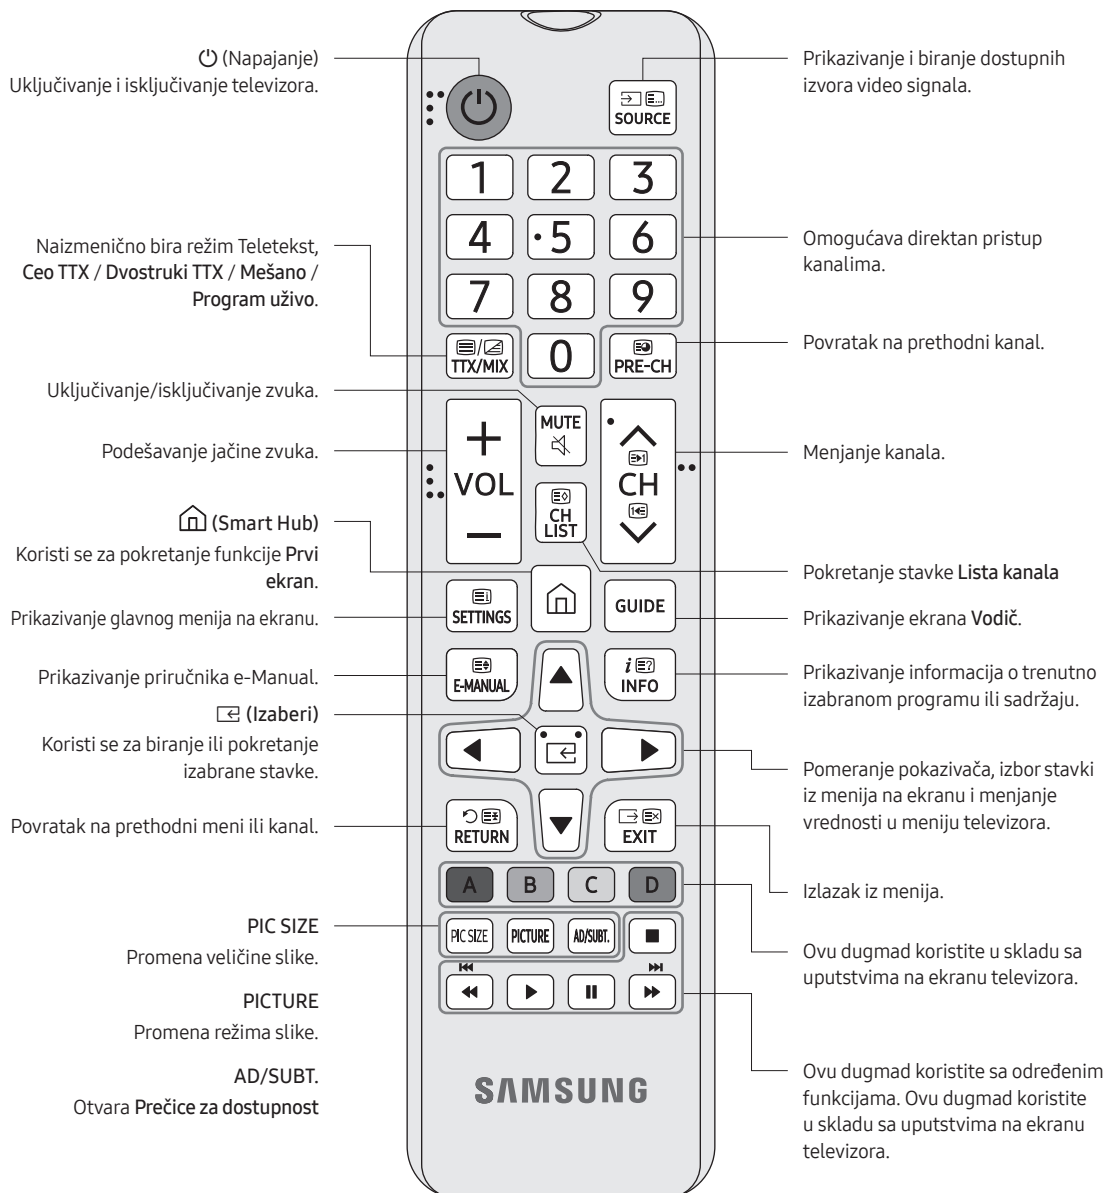 (Napajanje)
Uključivanje i isključivanje televizora.
Naizmenično bira režim Teletekst,
Ceo TTX / Dvostruki TTX / Mešano /
Program uživo.
Uključivanje/isključivanje zvuka.
Podešavanje jačine zvuka.
(Smart Hub)
Koristi se za pokretanje funkcije Prvi
ekran.
Prikazivanje glavnog menija na ekranu.
Prikazivanje priručnika e-Manual.
(Izaberi)
Koristi se za biranje ili pokretanje
izabrane stavke.
Povratak na prethodni meni ili kanal.
PIC SIZE
Promena veličine slike.
PICTURE
Promena režima slike.
AD/SUBT.
Otvara Prečice za dostupnost
SOURCE
1 2 3
4 5 6
7 8 9
TTX/MIX 0 PRE-CH
MUTE
+
VOL
−
CH
CH
LIST
SETTINGS
GUIDE
E-MANUAL
i ?
INFO
RETURN
EXIT
A B C D
PIC SIZE PICTURE AD/SUBT.
SAMSUNG
Prikazivanje i biranje dostupnih
izvora video signala.
Omogućava direktan pristup
kanalima.
Povratak na prethodni kanal.
Menjanje kanala.
Pokretanje stavke Lista kanala
Prikazivanje ekrana Vodič.
Prikazivanje informacija o trenutno
izabranom programu ili sadržaju.
Pomeranje pokazivača, izbor stavki
iz menija na ekranu i menjanje
vrednosti u meniju televizora.
Izlazak iz menija.
Ovu dugmad koristite u skladu sa
uputstvima na ekranu televizora.
Ovu dugmad koristite sa određenim
funkcijama. Ovu dugmad koristite
u skladu sa uputstvima na ekranu
televizora.